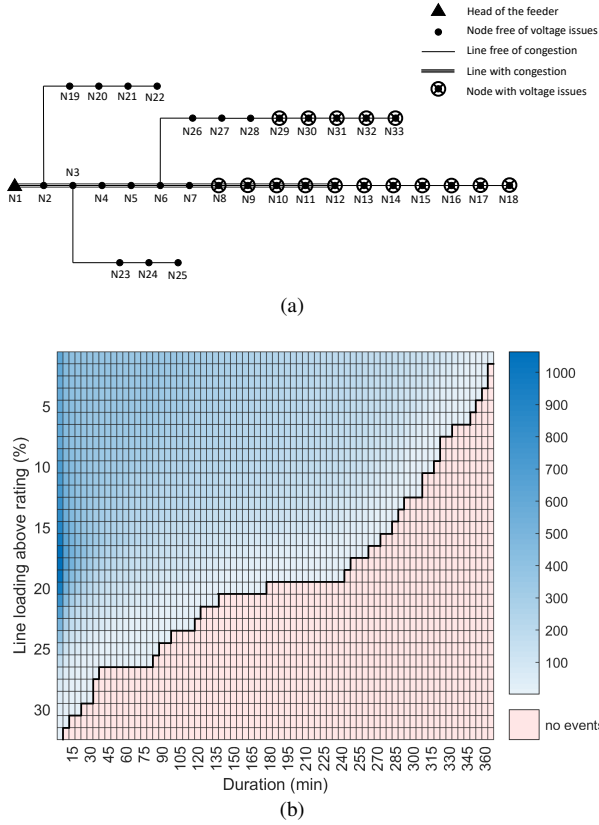 (a)
Head of the feeder
Node free of voltage issues
Line free of congestion
Line with congestion
Node with voltage issues
N19 N20 N21 N22
N26 N27 N28 N29 N30 N31 N32 N33
N3
N1 N2 N4 N5 N6 N7 N8 N9 N10 N11 N12 N13 N14 N15 N16 N17 N18
N23 N24 N25
(a)
Line loading above rating (%)
5
10
15
20
25
30
15 30 45 60 75 90 105 120 135 150 165 180 195 210 225 240 255 270 285 300 315 330 345 360
Duration (min)
1000
900
800
700
600
500
400
300
200
100
no events
(b)